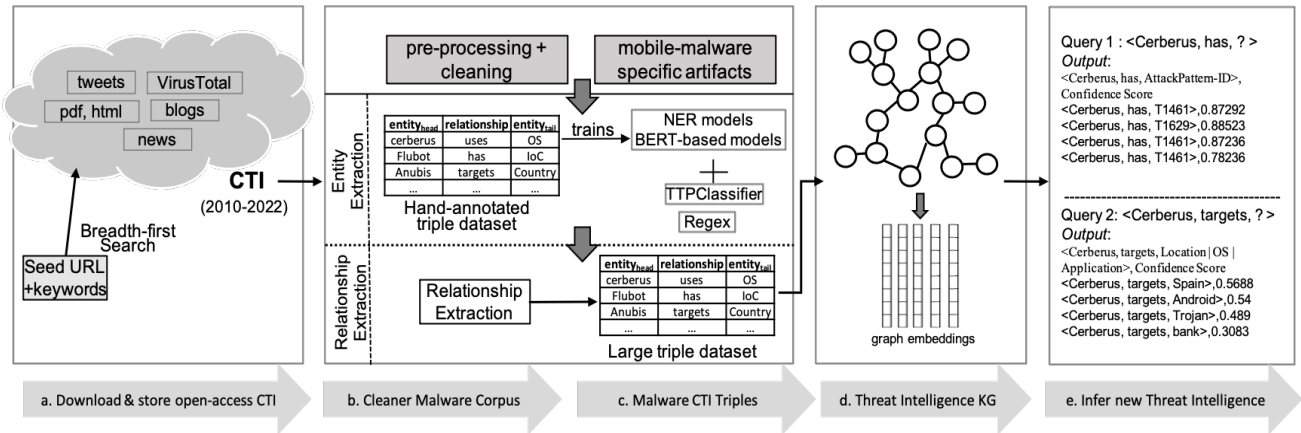 tweets
VirusTotal
pdf, html
blogs
news
CTI
(2010-2022)
Breadth-first
Search
Seed URL
+keywords
pre-processing +
cleaning
mobile-malware
specific artifacts
Entity
Extraction
entityhead relationship entitytail
cerberus uses OS
Flubot has IoC
Anubis targets Country
... ... ...
Hand-annotated
triple dataset
trains
NER models
BERT-based models
+
TTPClassifier
Regex
Relationship
Extraction
Relationship
Extraction
entityhead relationship entitytail
cerberus uses OS
Flubot has IoC
Anubis targets Country
... ... ...
Large triple dataset
graph embeddings
Query 1 : <Cerberus, has, ? >
Output:
<Cerberus, has, AttackPattern-ID>,
Confidence Score
<Cerberus, has, T1461>,0.87292
<Cerberus, has, T1629>,0.88523
<Cerberus, has, T1461>,0.87236
<Cerberus, has, T1461>,0.78236
Query 2: <Cerberus, targets, ? >
Output:
<Cerberus, targets, Location | OS |
Application>, Confidence Score
<Cerberus, targets, Spain>,0.5688
<Cerberus, targets, Android>,0.54
<Cerberus, targets, Trojan>,0.489
<Cerberus, targets, bank>,0.3083
a. Download & store open-access CTI
b. Cleaner Malware Corpus
c. Malware CTI Triples
d. Threat Intelligence KG
e. Infer new Threat Intelligence